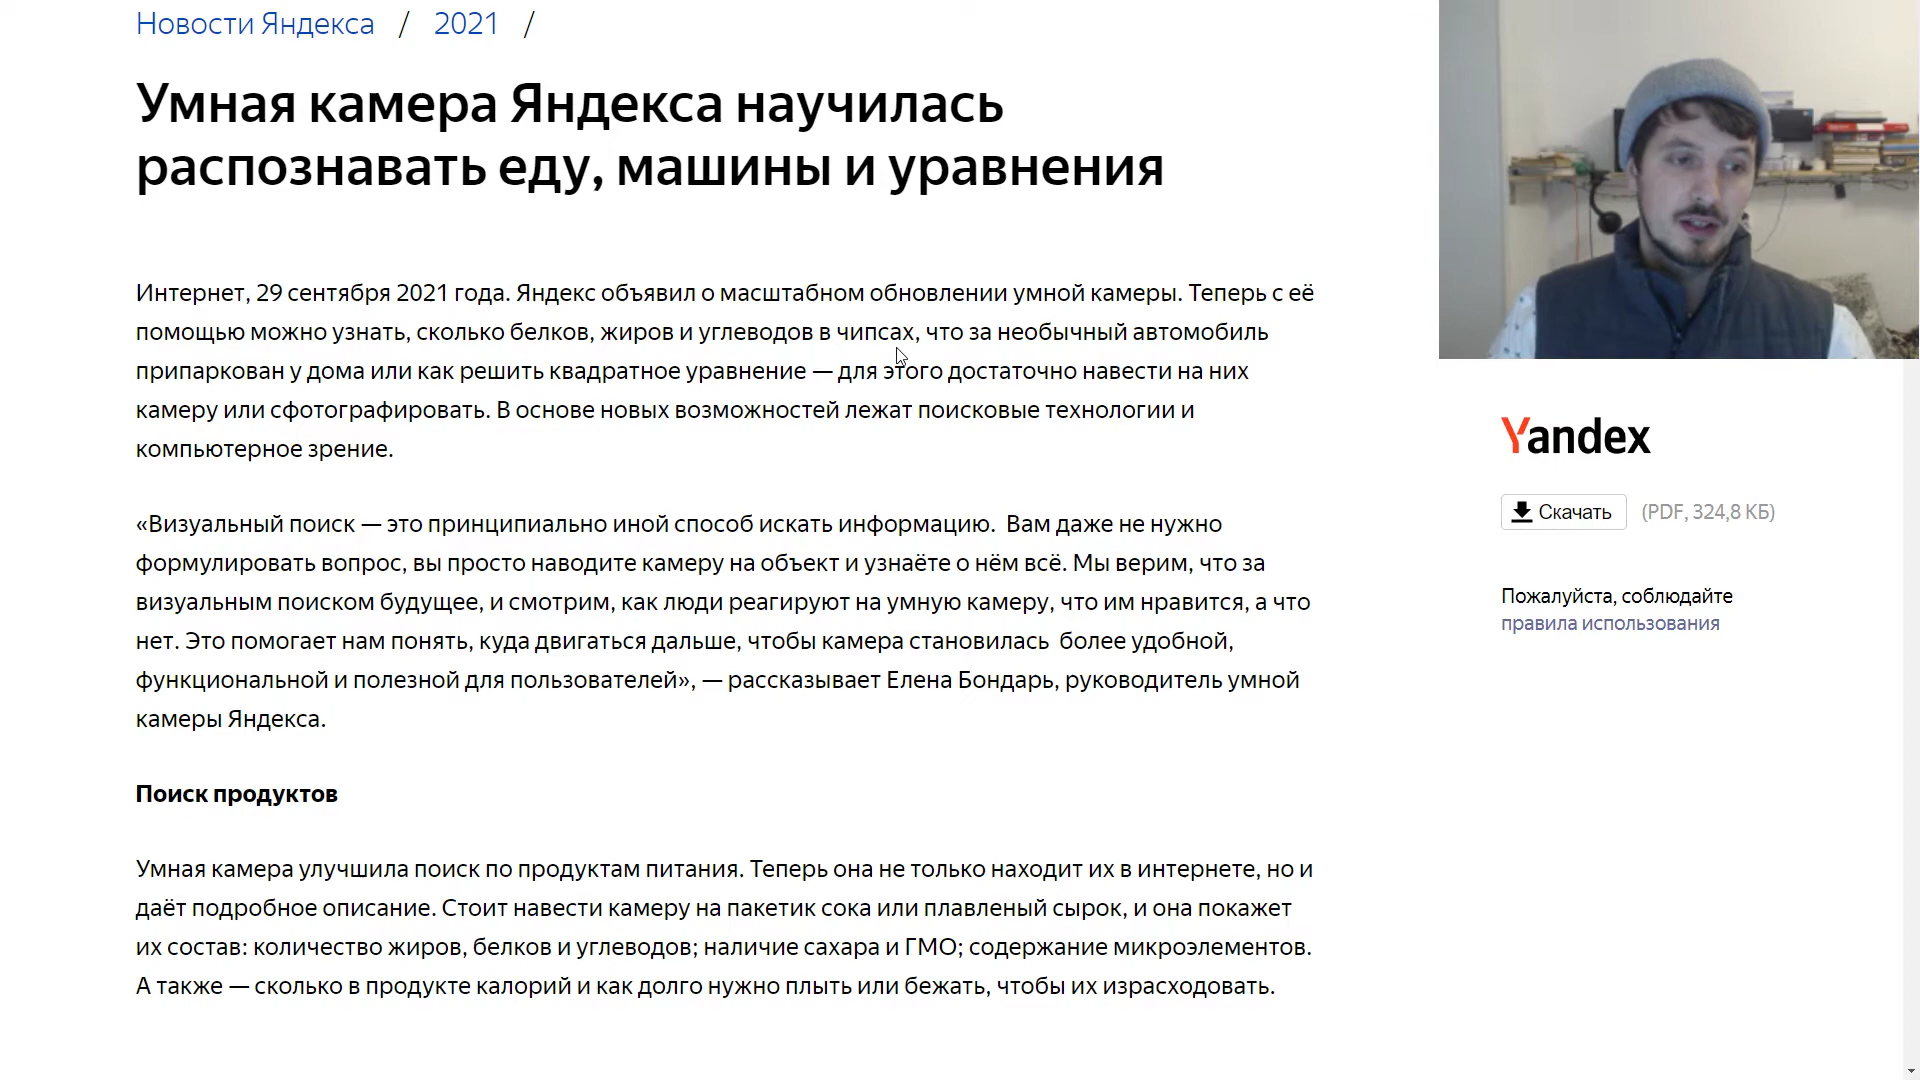 Новости Яндекса / 2021 /
Умная камера Яндекса научилась
распознавать еду, машины и уравнения
Интернет, 29 сентября 2021 года. Яндекс объявил о масштабном обновлении умной камеры. Теперь с её
помощью можно узнать, сколько белков, жиров и углеводов в чипсах, что за необычный автомобиль
припаркован у дома или как решить квадратное уравнение — для этого достаточно навести на них
камеру или сфотографировать. В основе новых возможностей лежат поисковые технологии и
компьютерное зрение.
«Визуальный поиск — это принципиально иной способ искать информацию.  Вам даже не нужно
формулировать вопрос, вы просто наводите камеру на объект и узнаёте о нём всё. Мы верим, что за
визуальным поиском будущее, и смотрим, как люди реагируют на умную камеру, что им нравится, а что
нет. Это помогает нам понять, куда двигаться дальше, чтобы камера становилась  более удобной,
функциональной и полезной для пользователей», — рассказывает Елена Бондарь, руководитель умной
камеры Яндекса.
Поиск продуктов
Умная камера улучшила поиск по продуктам питания. Теперь она не только находит их в интернете, но и
даёт подробное описание. Стоит навести камеру на пакетик сока или плавленый сырок, и она покажет
их состав: количество жиров, белков и углеводов; наличие сахара и ГМО; содержание микроэлементов.
А также — сколько в продукте калорий и как долго нужно плыть или бежать, чтобы их израсходовать.
Yandex
Скачать (PDF, 324,8 КБ)
Пожалуйста, соблюдайте
правила использования